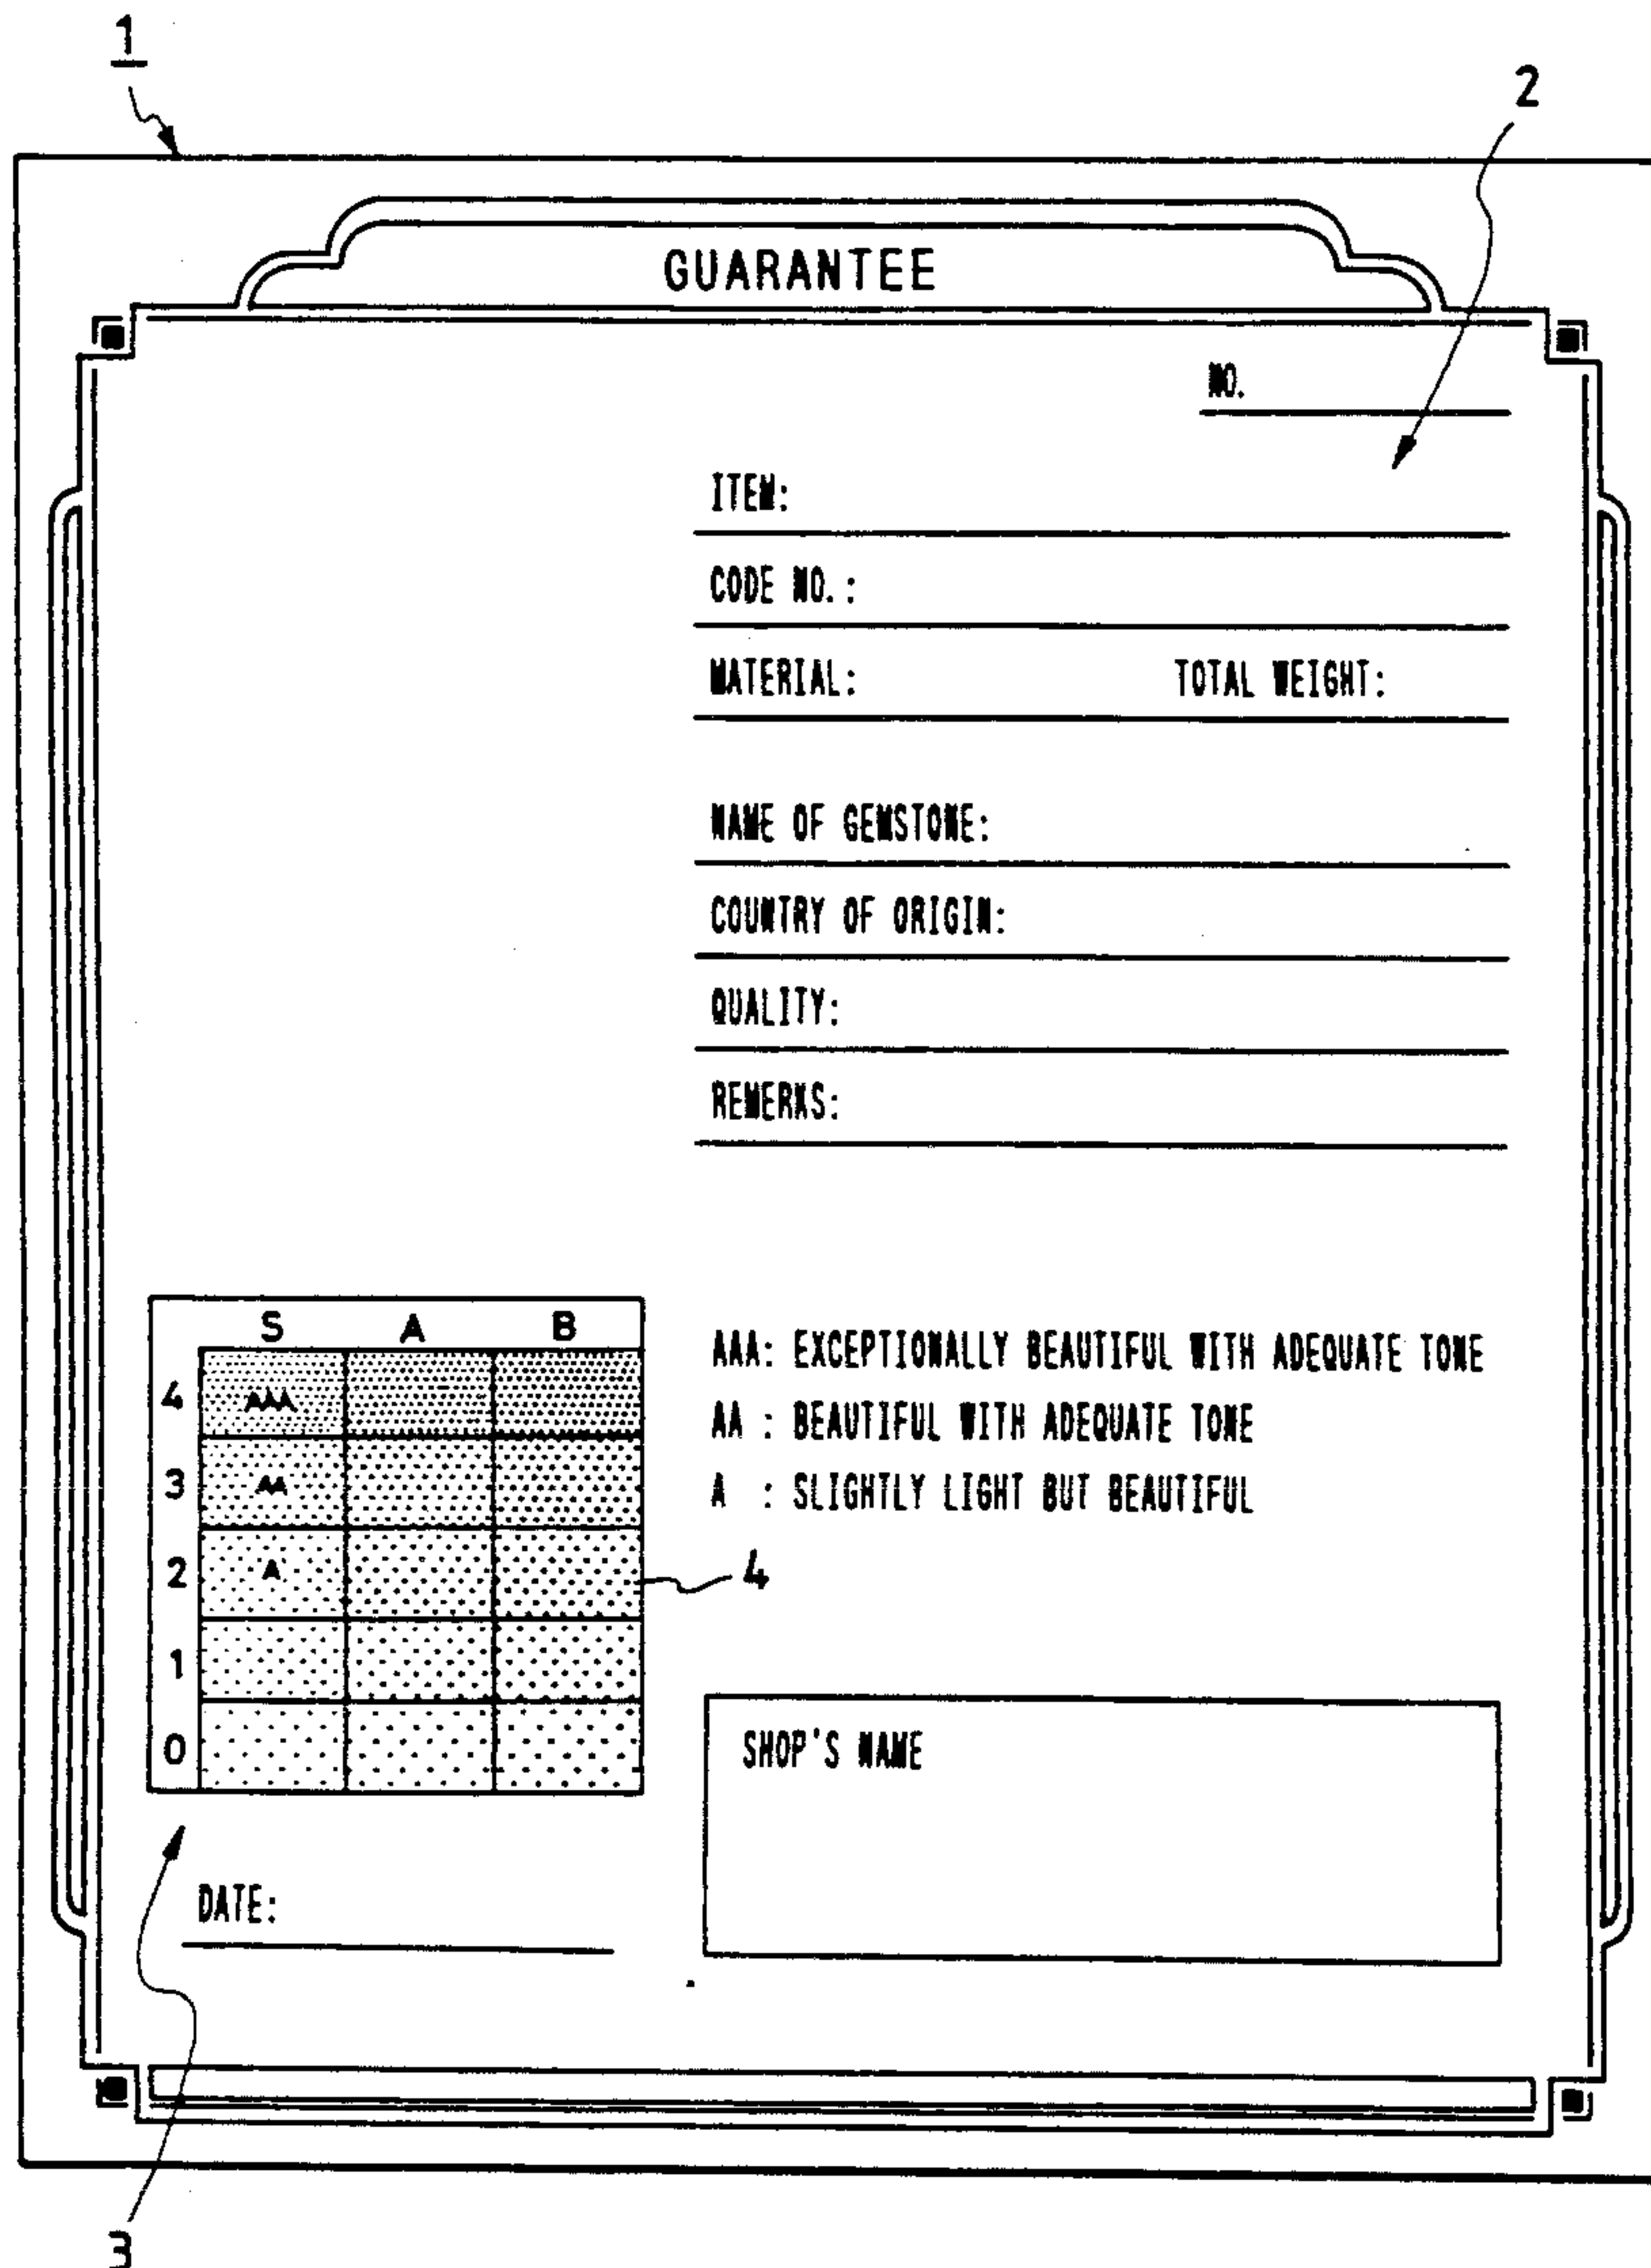 1
2
GUARANTEE
NO.
ITEM:
CODE NO.:
MATERIAL: TOTAL WEIGHT:
NAME OF GEMSTONE:
COUNTRY OF ORIGIN:
QUALITY:
REMERKS:
S A B
4 AAA
3 AA
2 A
1
0
4
AAA: EXCEPTIONALLY BEAUTIFUL WITH ADEQUATE TONE
AA : BEAUTIFUL WITH ADEQUATE TONE
A : SLIGHTLY LIGHT BUT BEAUTIFUL
SHOP'S NAME
DATE:
3